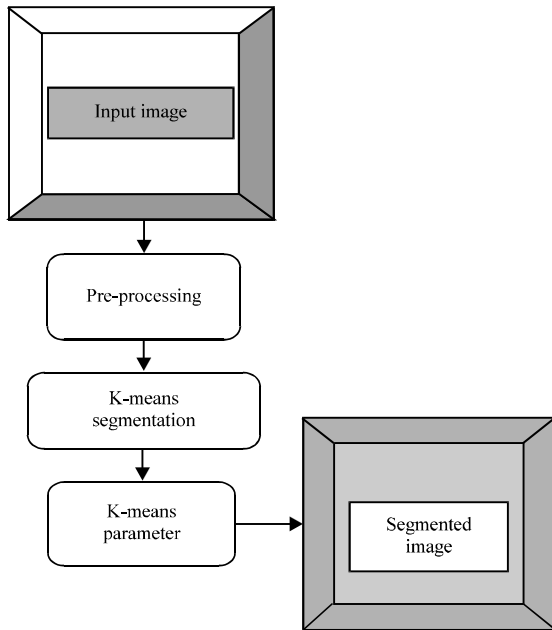 Input image
Pre-processing
K-means
segmentation
K-means
parameter
Segmented
image